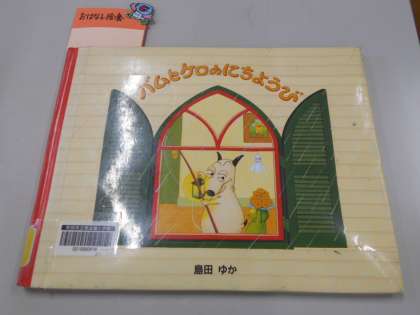 おはなし絵本
バムとケロのにちようび
島田 ゆか